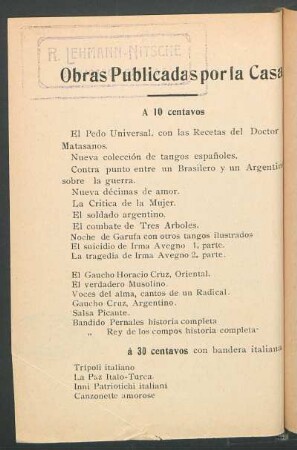 R. LEHMANN-NITSCHE
Obras Publicadas por la Casa
A 10 centavos
El Pedo Universal. con las Recetas del Doctor
Matasanos.
Nueva colección de tangos españoles.
Contra punto entre un Brasilero y un Argentin
sobre la guerra.
Nueva décimas de amor.
La Critica de la Mujer.
El soldado argentino.
El combate de Tres Arboles.
Noche de Garufa con otros tangos ilustrados
El suicidio de Irma Avegno 1, parte.
La tragedia de Irma Avegno 2, parte.
El Gaucho Horacio Cruz, Oriental.
El verdadero Musolino
Voces del alma, cantos de un Radical.
Gaucho Cruz, Argentino.
Salsa Picante.
Bandido Pernales historia completa
„ Rey de los compos historia completa
á 30 centavos con bandera italiana
Tripoli italiano
La Paz Italo-Turca.
Inni Patriotichi italiani
Canzonette amorose